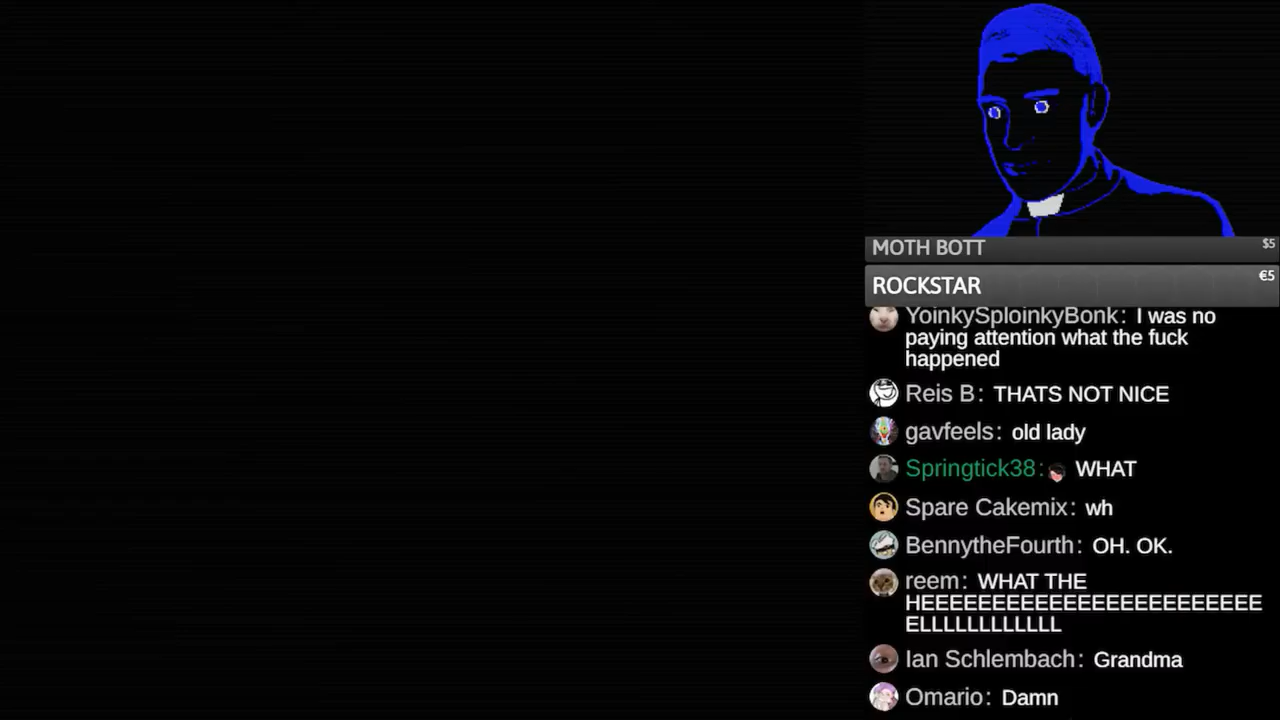 MOTH BOTT $5
ROCKSTAR €5
YoinkySploinkyBonk: I was no
paying attention what the fuck
happened
Reis B: THATS NOT NICE
gavfeels: old lady
Springtick38: WHAT
Spare Cakemix: wh
BennytheFourth: OH. OK.
reem: WHAT THE
HEEEEEEEEEEEEEEEEEEEEEEEE
ELLLLLLLLLLLL
Ian Schlembach: Grandma
Omario: Damn